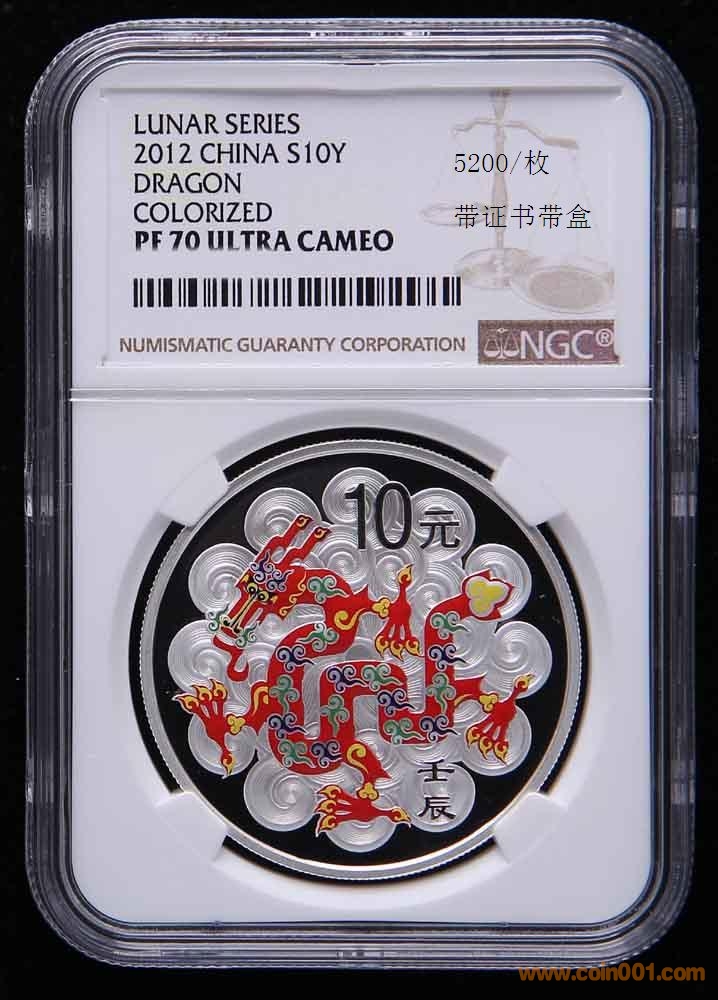 LUNAR SERIES
2012 CHINA S10Y
DRAGON
COLORIZED
PF 70 ULTRA CAMEO
5200/枚
带证书带盒
NUMISMATIC GUARANTY CORPORATION
NGC®
10元
壬辰
www.coin001.com